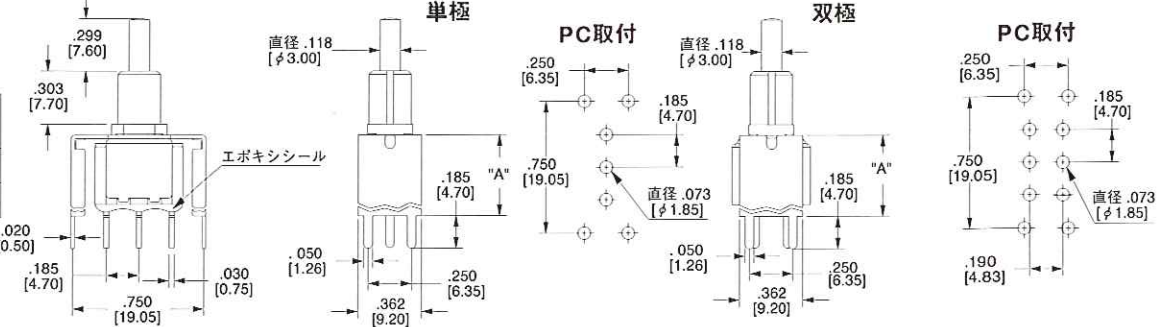 単極
双極
PC取付
PC取付
.299
[7.60]
.303
[7.70]
エポキシシール
.020
0.50]
.185
[4.70]
.030
[0.75]
.750
[19.05]
直径 .118
[φ3.00]
"A"
.185
[4.70]
.050
[1.26]
.250
[6.35]
.362
[9.20]
.250
[6.35]
.185
[4.70]
.750
[19.05]
直径 .073
[φ1.85]
直径 .118
[φ3.00]
"A"
.185
[4.70]
.050
[1.26]
.250
[6.35]
.362
[9.20]
.250
[6.35]
.185
[4.70]
.750
[19.05]
直径 .073
[φ1.85]
.190
[4.83]